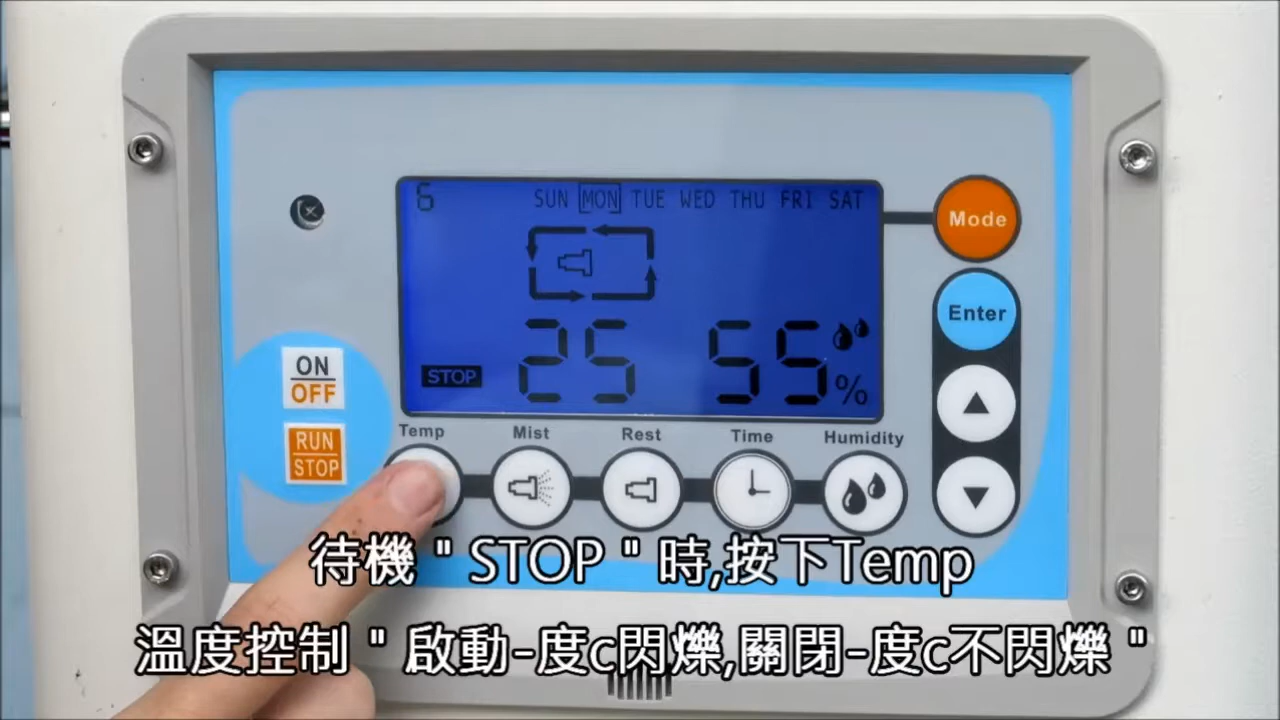 6 SUN MON TUE WED THU FRI SAT
Mode
Enter
25 55 %
STOP
ON
OFF
RUN
STOP
Temp Mist Rest Time Humidity
待機 " STOP " 時,按下Temp
溫度控制 " 啟動-度c閃爍,關閉-度c不閃爍 "